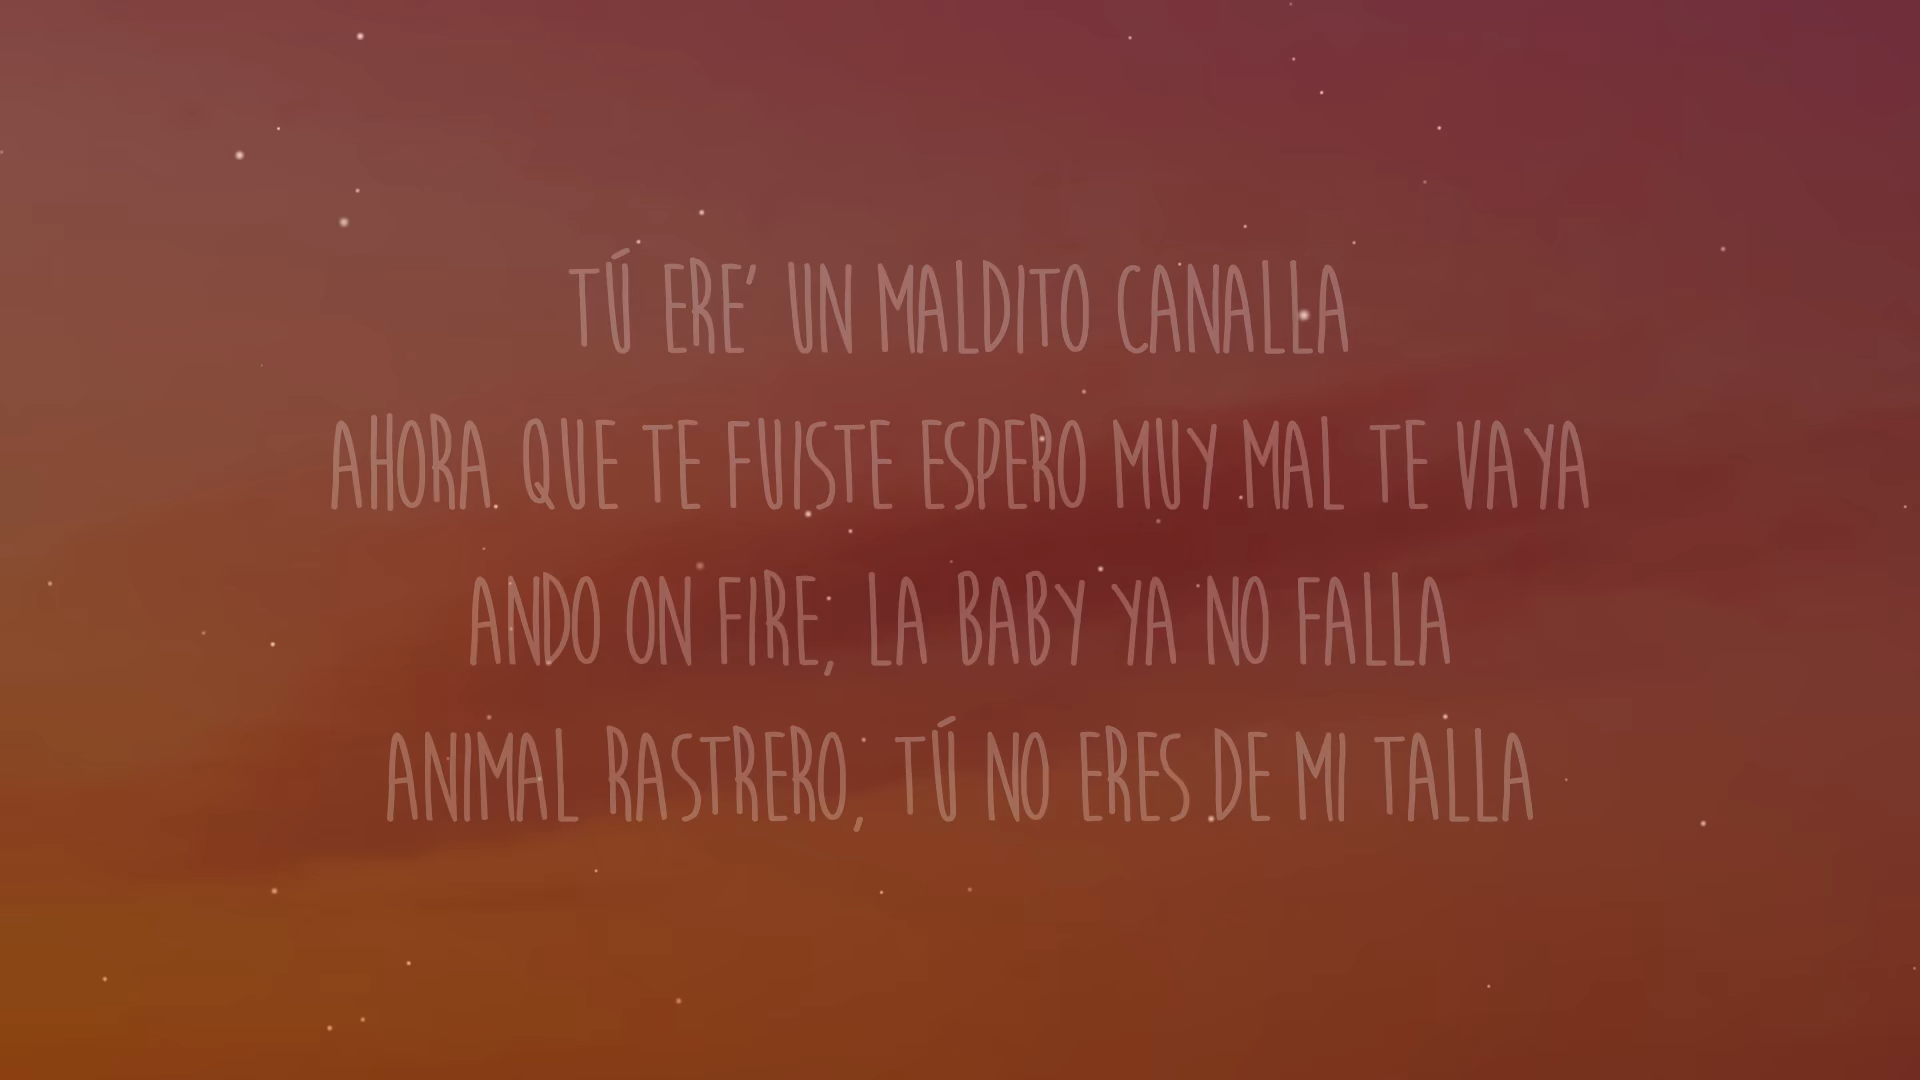 TÚ ERE' UN MALDITO CANALLA
AHORA QUE TE FUISTE ESPERO MUY MAL TE VAYA
ANDO ON FIRE, LA BABY YA NO FALLA
ANIMAL RASTRERO, TÚ NO ERES DE MI TALLA